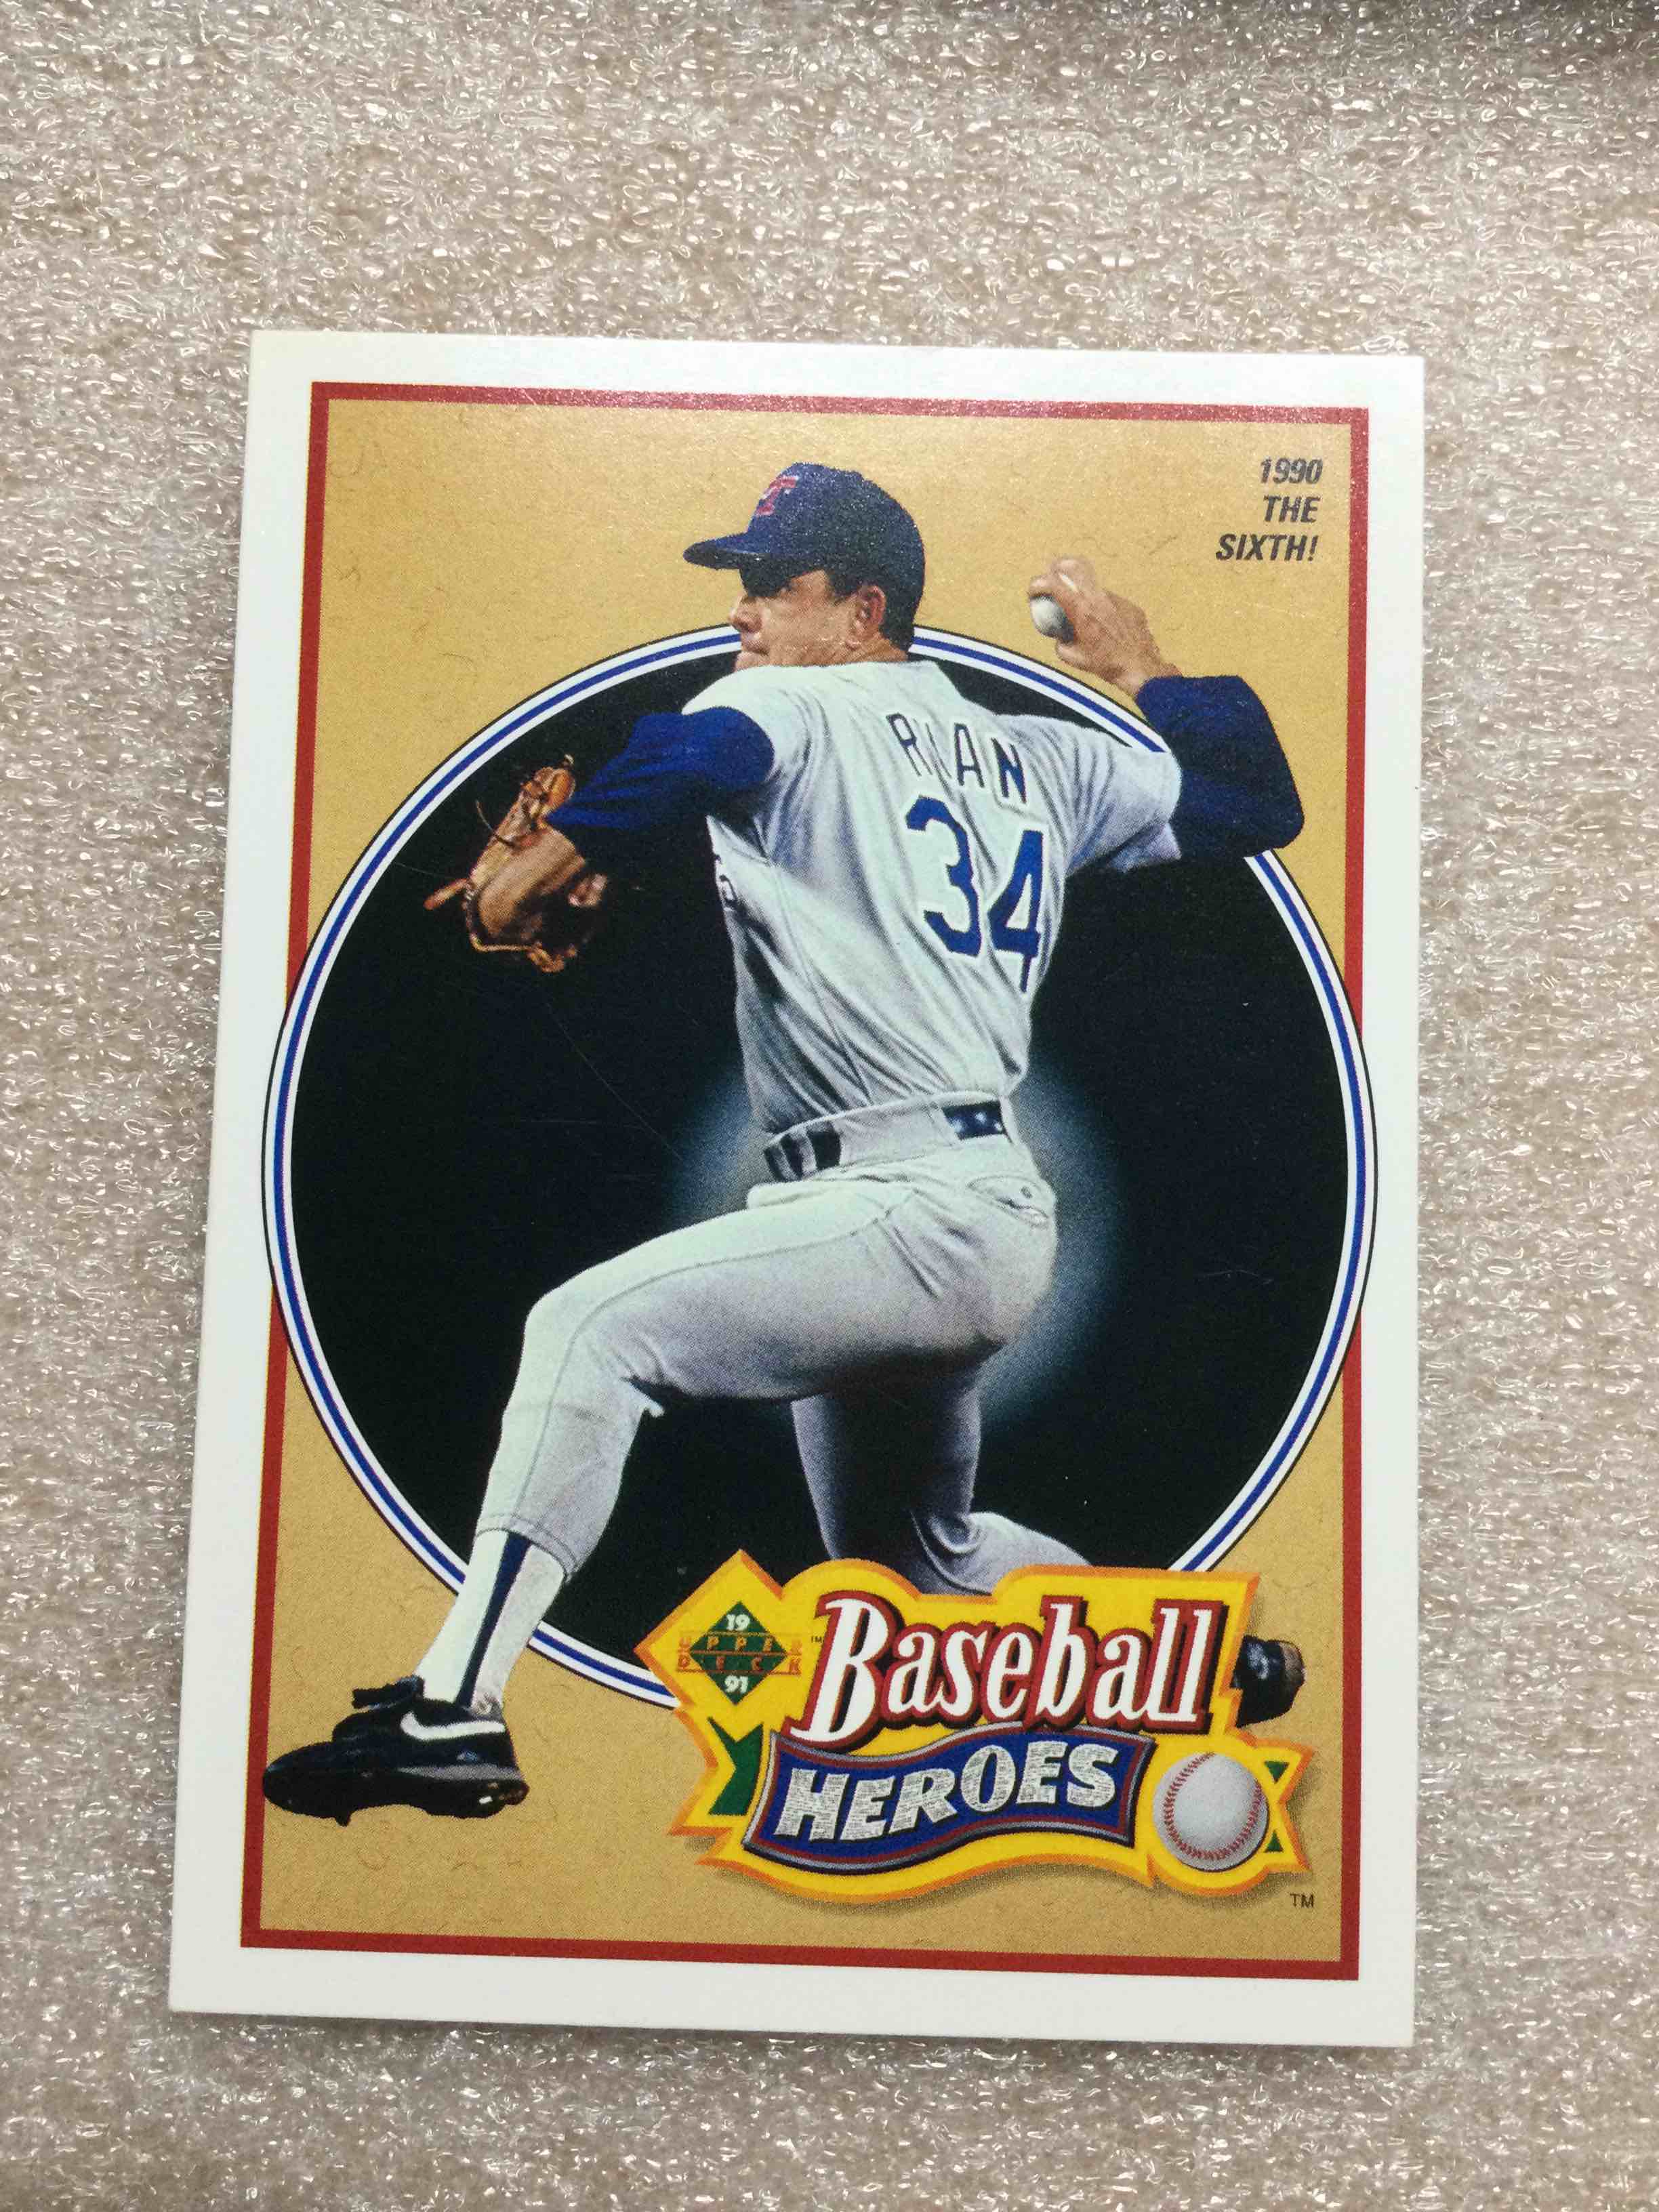 1990
THE
SIXTH!
T
RYAN
34
19
UPPER
DECK
91
™
Baseball
HEROES
TM